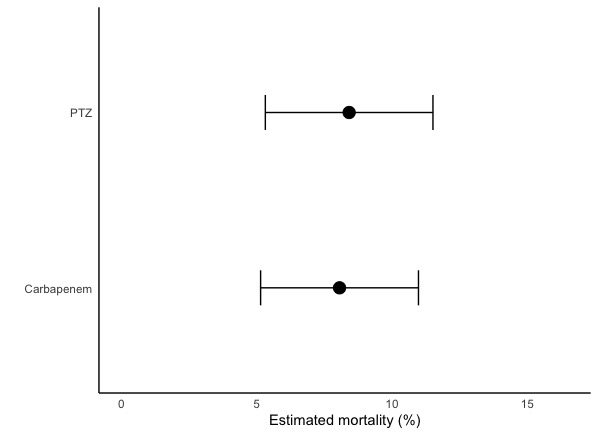 PTZ
Carbapenem
0 5 10 15
Estimated mortality (%)